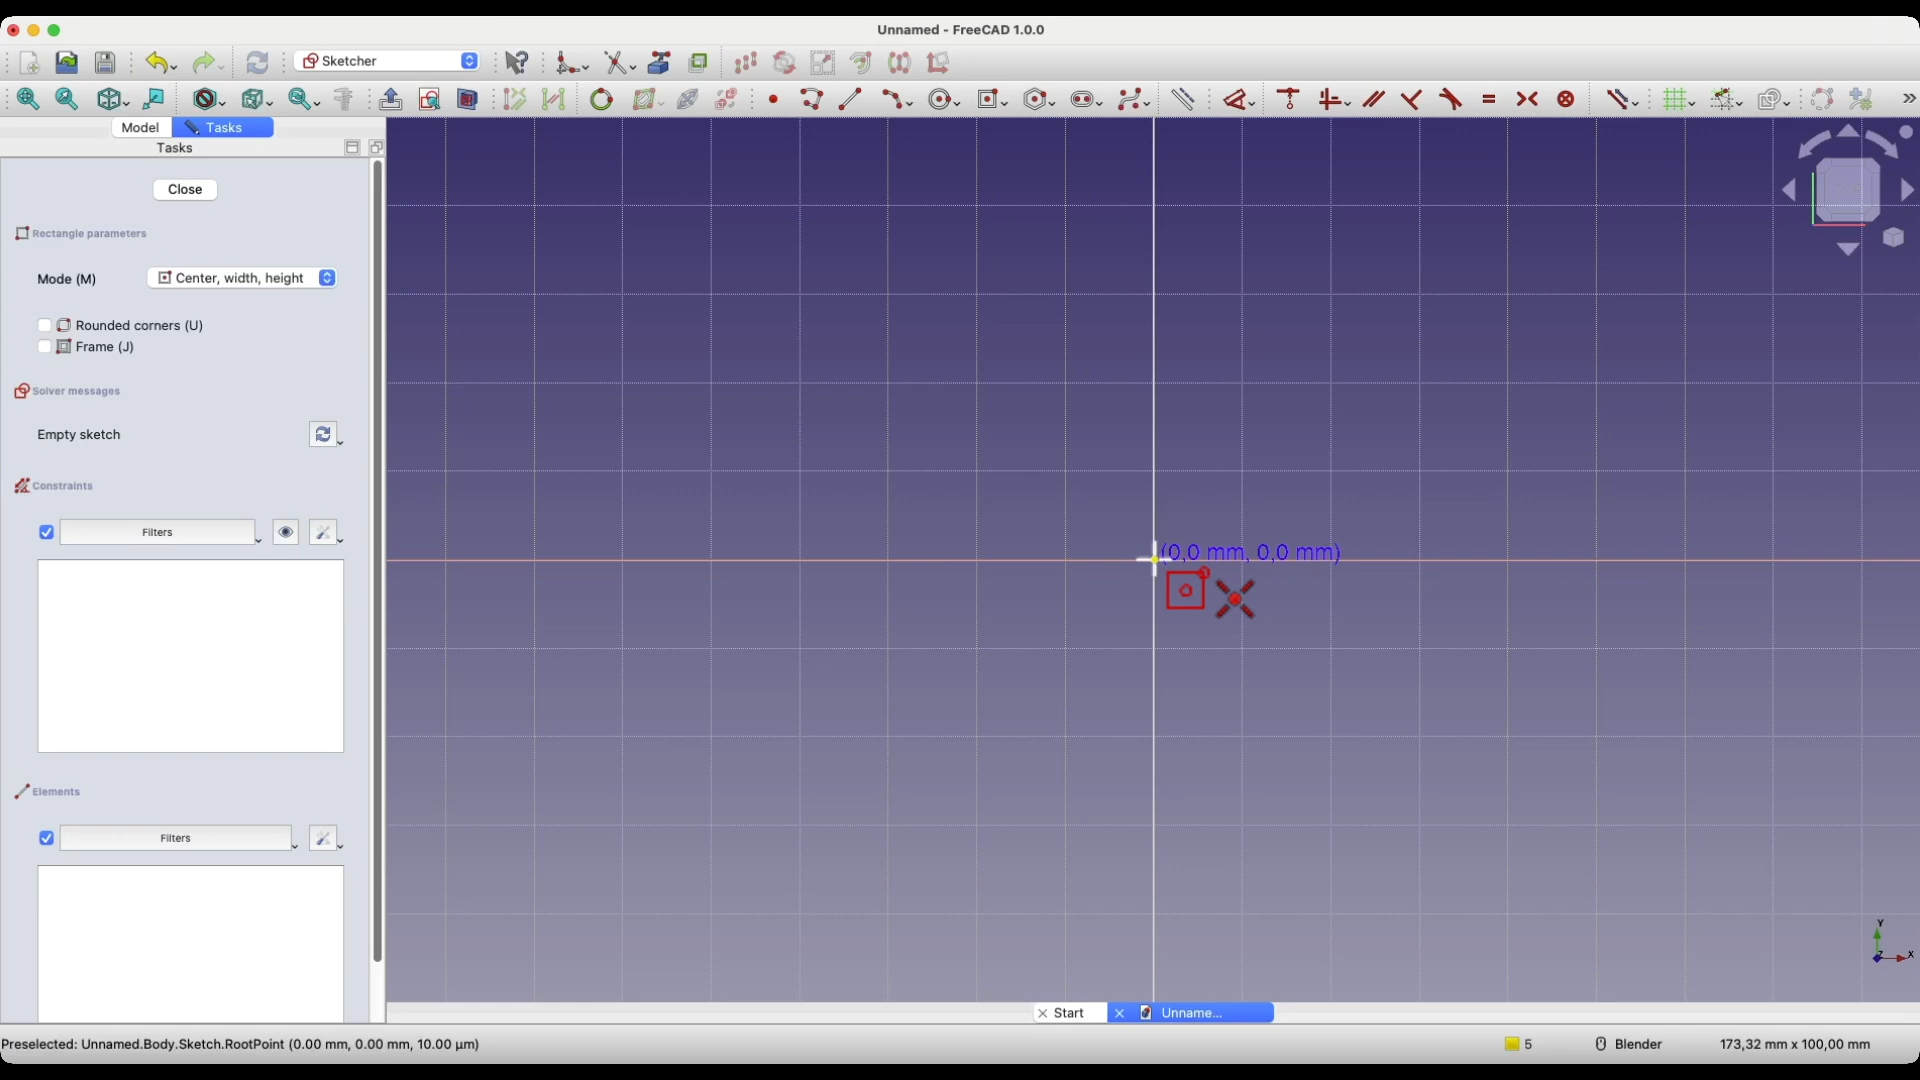 Unnamed - FreeCAD 1.0.0
Sketcher
Model
Tasks
Tasks
Close
Rectangle parameters
Mode (M)
Center, width, height
Rounded corners (U)
Frame (J)
Solver messages
Empty sketch
Constraints
Filters
Elements
Filters
(0,0 mm, 0,0 mm)
Y
Z
X
Start
Unname...
Preselected: Unnamed.Body.Sketch.RootPoint (0.00 mm, 0.00 mm, 10.00 µm)
5
Blender
173,32 mm x 100,00 mm